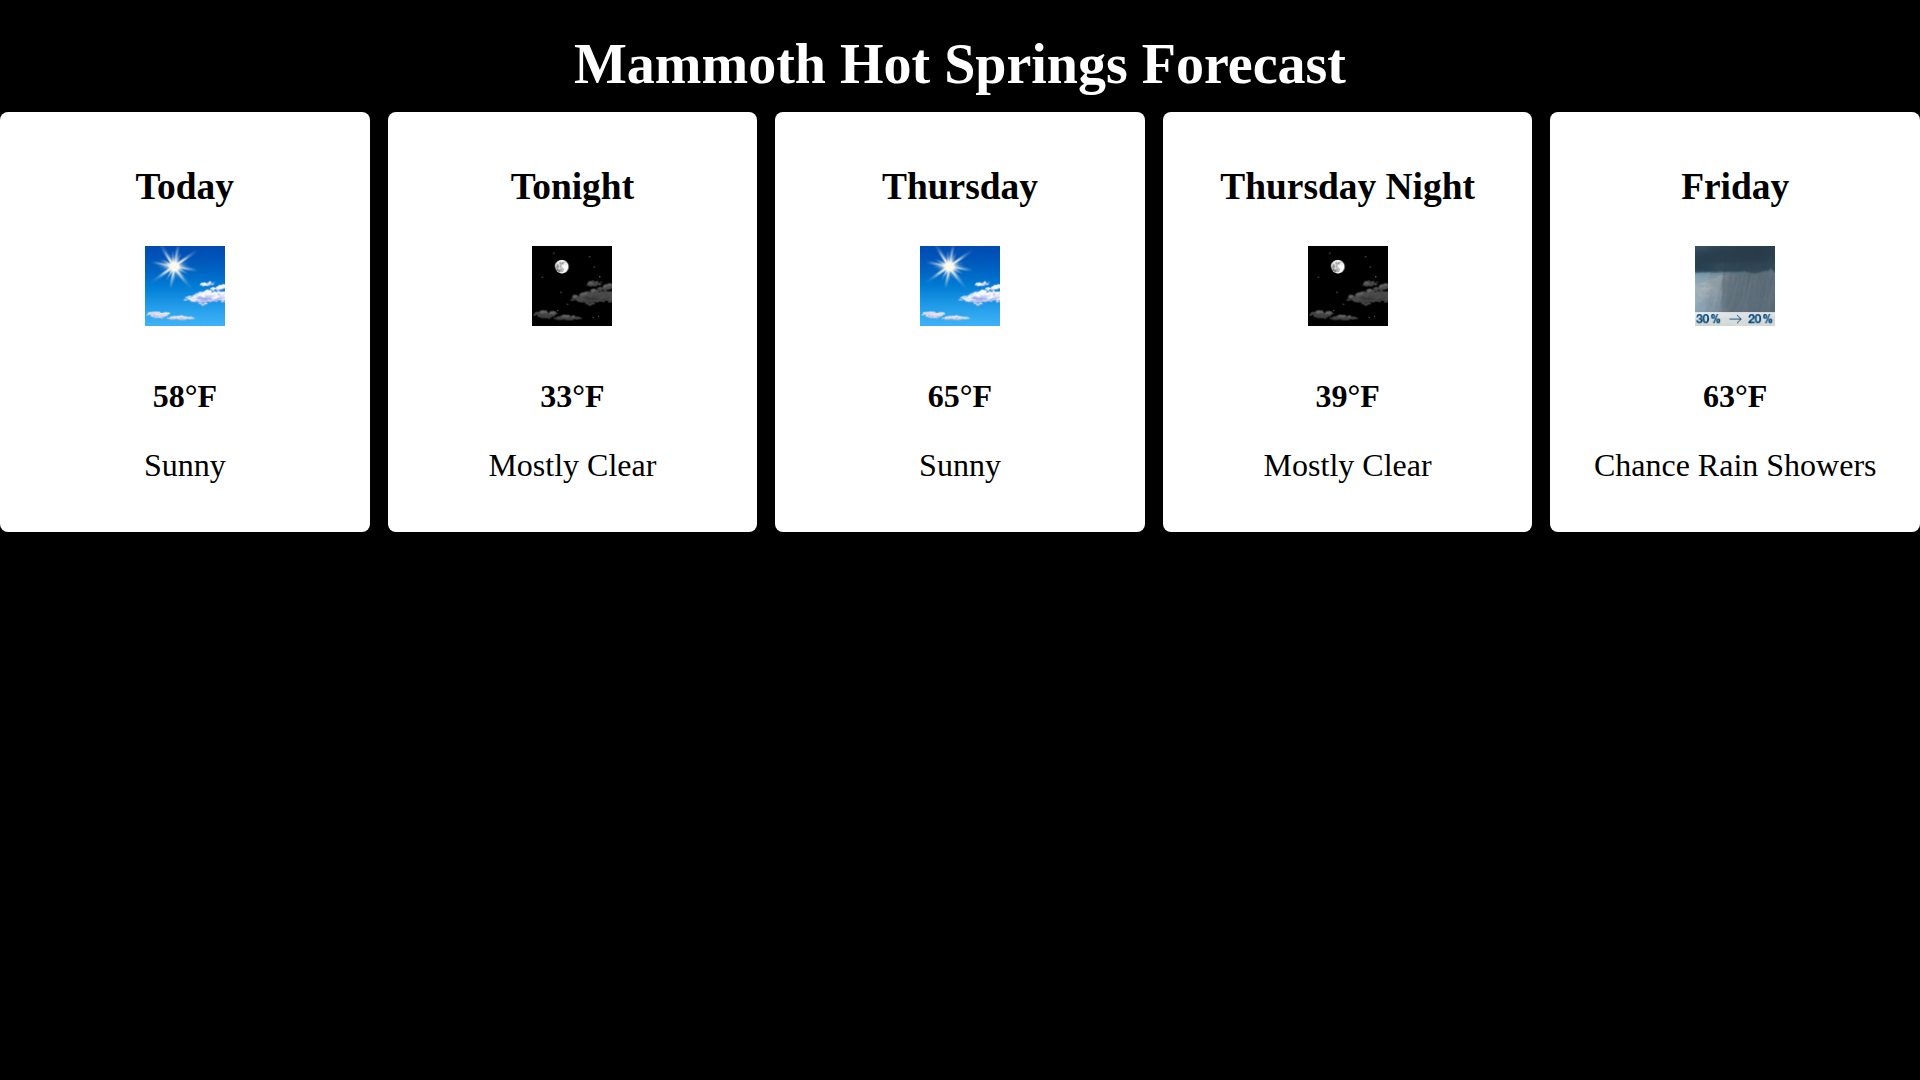 Mammoth Hot Springs Forecast
Today
58°F
Sunny
Tonight
33°F
Mostly Clear
Thursday
65°F
Sunny
Thursday Night
39°F
Mostly Clear
Friday
30% → 20%
63°F
Chance Rain Showers